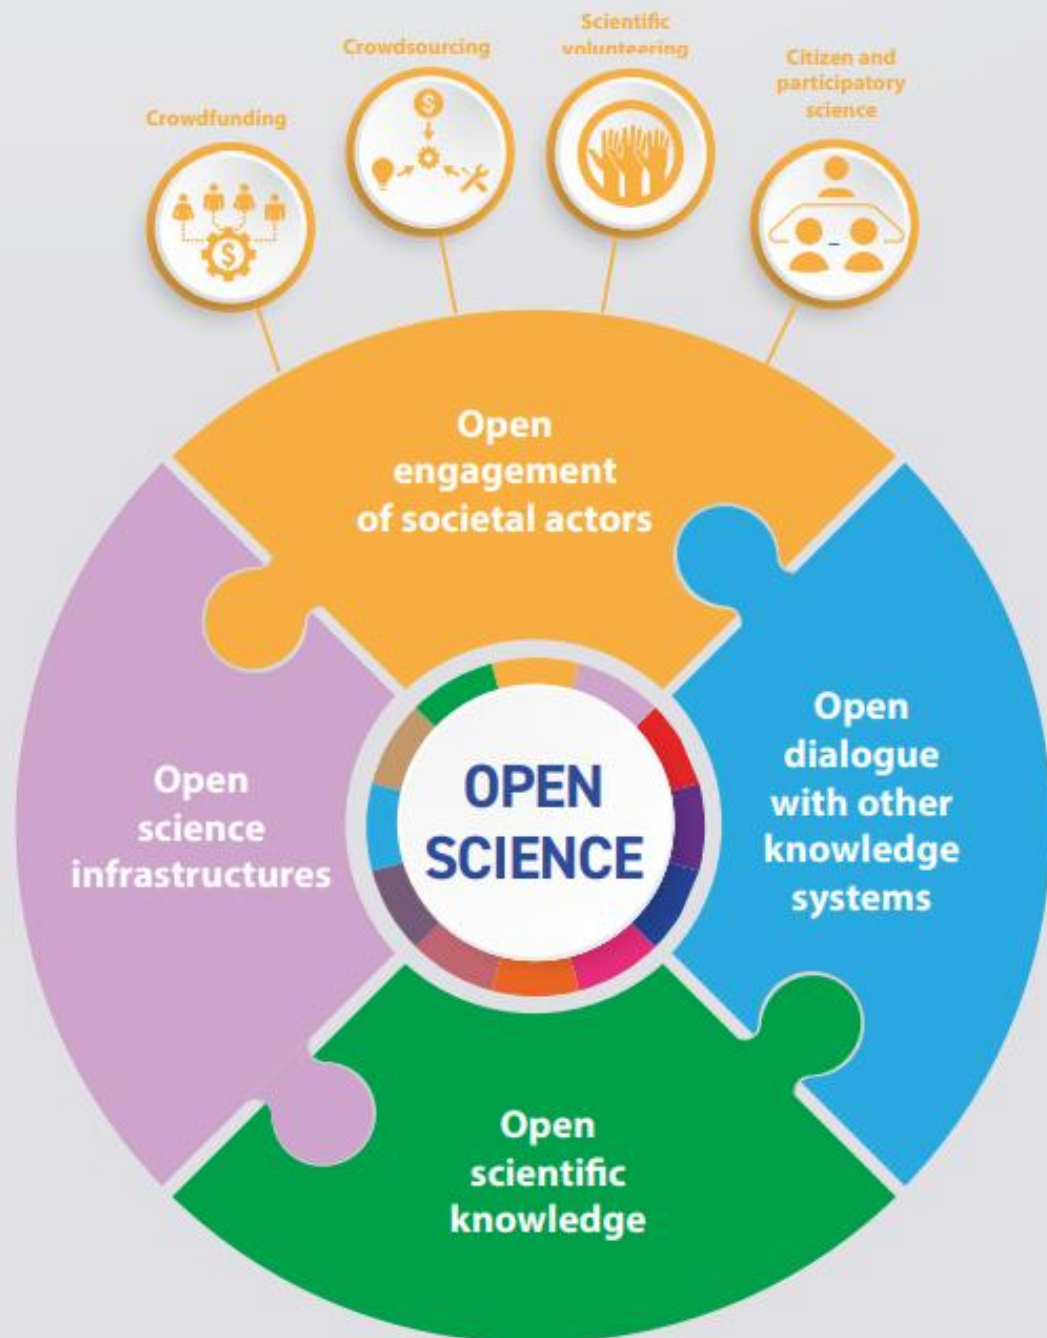 Scientific
volunteering
Crowdsourcing
Citizen and
participatory
science
Crowdfunding
Open
engagement
of societal actors
Open
dialogue
with other
knowledge
systems
Open
science
infrastructures
OPEN
SCIENCE
Open
scientific
knowledge